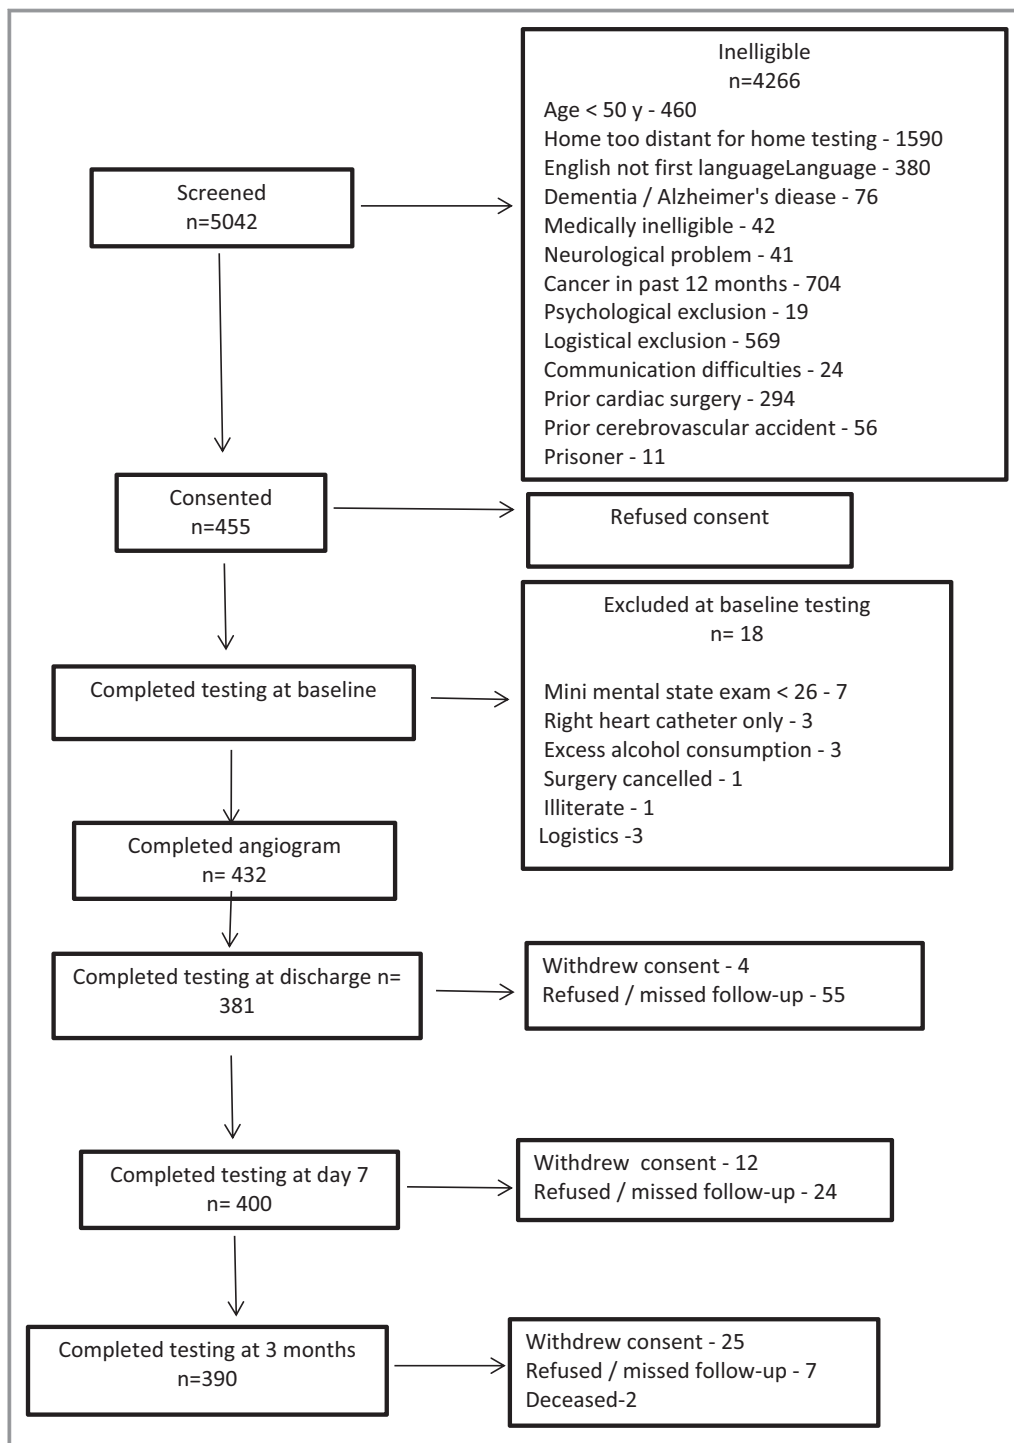 Inelligible
n=4266
Age < 50 y - 460
Home too distant for home testing - 1590
English not first languageLanguage - 380
Dementia / Alzheimer's diease - 76
Medically inelligible - 42
Neurological problem - 41
Cancer in past 12 months - 704
Psychological exclusion - 19
Logistical exclusion - 569
Communication difficulties - 24
Prior cardiac surgery - 294
Prior cerebrovascular accident - 56
Prisoner - 11
Screened
n=5042
Consented
n=455
Refused consent
Excluded at baseline testing
n= 18
Mini mental state exam < 26 - 7
Right heart catheter only - 3
Excess alcohol consumption - 3
Surgery cancelled - 1
Illiterate - 1
Logistics -3
Completed testing at baseline
Completed angiogram
n= 432
Completed testing at discharge n=
381
Withdrew consent - 4
Refused / missed follow-up - 55
Completed testing at day 7
n= 400
Withdrew  consent - 12
Refused / missed follow-up - 24
Completed testing at 3 months
n=390
Withdrew consent - 25
Refused / missed follow-up - 7
Deceased-2